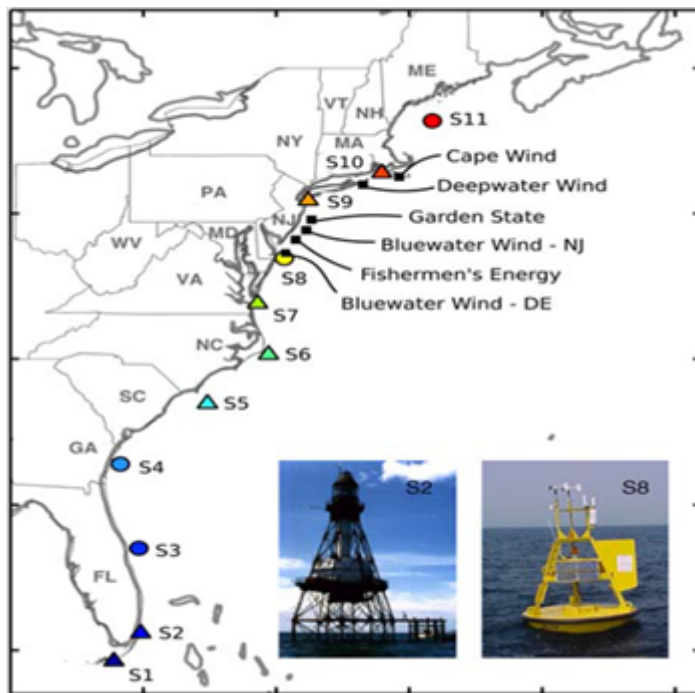 ME
VT
NH
S11
NY
MA
S10
Cape Wind
Deepwater Wind
PA
S9
Garden State
NJ
MD
Bluewater Wind - NJ
WV
S8
Fishermen's Energy
VA
Bluewater Wind - DE
S7
NC
S6
SC
S5
GA
S4
S2
S8
S3
FL
S2
S1